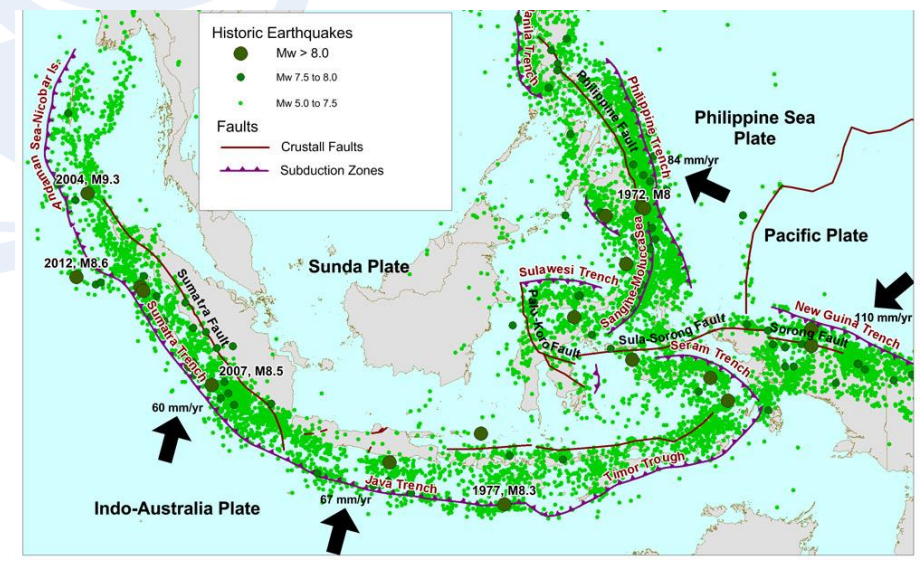 Historic Earthquakes
Mw > 8.0
Mw 7.5 to 8.0
Mw 5.0 to 7.5
Faults
Crustall Faults
Subduction Zones
Andaman Sea-Nicobar Is.
2004, M9.3
2012, M8.6
Sumatra Fault
Sumatra Trench
2007, M8.5
60 mm/yr
Indo-Australia Plate
67 mm/yr
Java Trench
1977, M8.3
Timor Trough
Sunda Plate
Sulawesi Trench
Palu-Koro Fault
Sangihe-MoluccaSea
Sula-Sorong Fault
Seram Trench
Sorong Fault
New Guina Trench
110 mm/yr
Pacific Plate
Philippine Sea
Plate
84 mm/yr
1972, M8
Philippine Trench
Philippine Fault
Trench